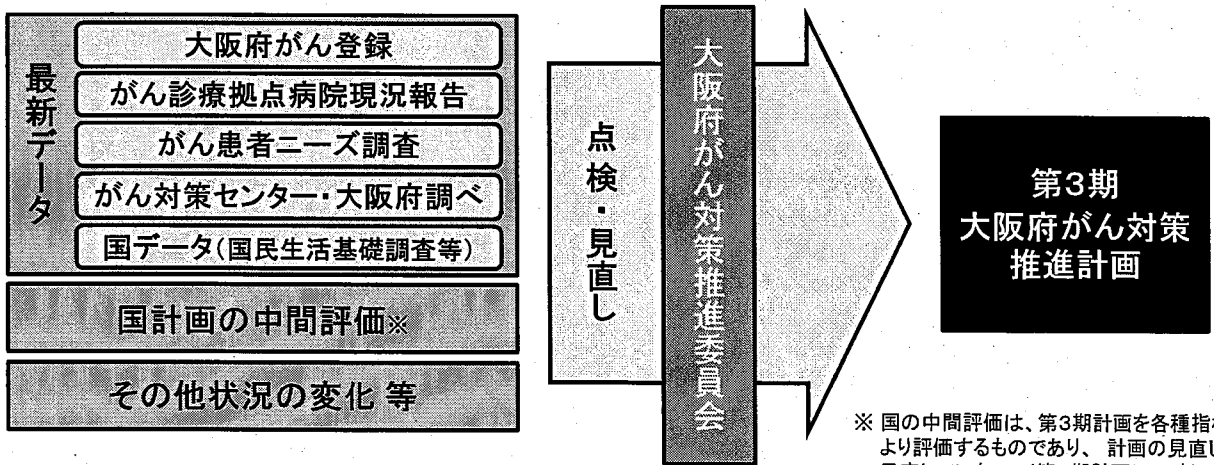 最新データ
大阪府がん登録
がん診療拠点病院現況報告
がん患者ニーズ調査
がん対策センター・大阪府調べ
国データ(国民生活基礎調査等)
国計画の中間評価※
その他状況の変化 等
点検・見直し
大阪府がん対策推進委員会
第3期
大阪府がん対策
推進計画
※ 国の中間評価は、第3期計画を各種指
より評価するものであり、 計画の見直し